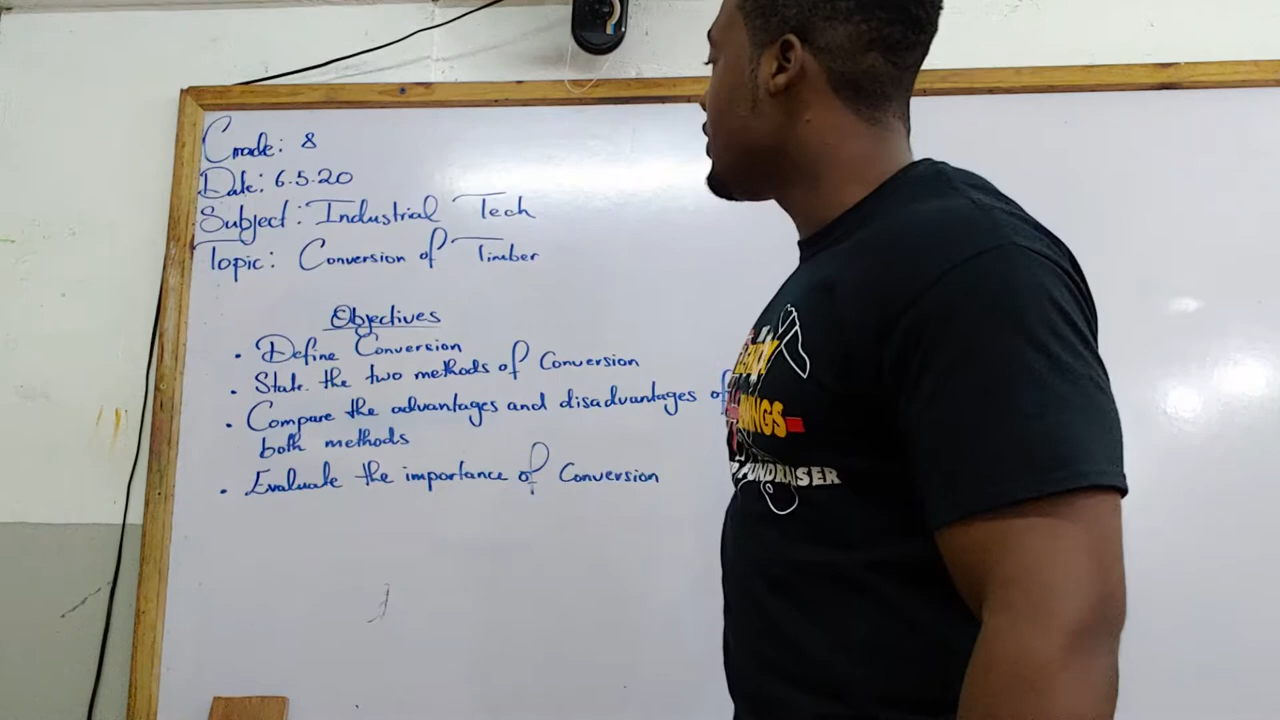 Grade: 8
Date: 6.5.20
Subject: Industrial Tech
Topic: Conversion of Timber
Objectives
• Define Conversion
• State the two methods of Conversion
• Compare the advantages and disadvantages of
both methods
• Evaluate the importance of Conversion
FUNDRAISER